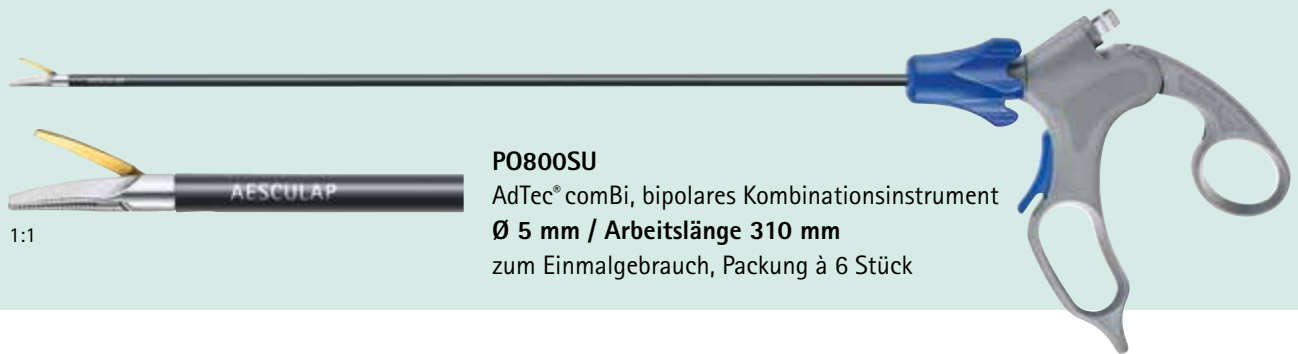 AESCULAP
1:1
PO800SU
AdTec® comBi, bipolares Kombinationsinstrument
Ø 5 mm / Arbeitslänge 310 mm
zum Einmalgebrauch, Packung à 6 Stück